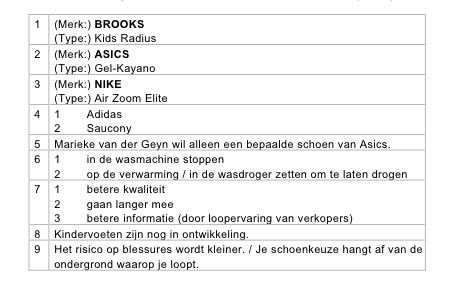 1 (Merk:) BROOKS
(Type:) Kids Radius
2 (Merk:) ASICS
(Type:) Gel-Kayano
3 (Merk:) NIKE
(Type:) Air Zoom Elite
4 1 Adidas
2 Saucony
5 Marieke van der Geyn wil alleen een bepaalde schoen van Asics.
6 1 in de wasmachine stoppen
2 op de verwarming / in de wasdroger zetten om te laten drogen
7 1 betere kwaliteit
2 gaan langer mee
3 betere informatie (door loopervaring van verkopers)
8 Kindervoeten zijn nog in ontwikkeling.
9 Het risico op blessures wordt kleiner. / Je schoenkeuze hangt af van de
ondergrond waarop je loopt.